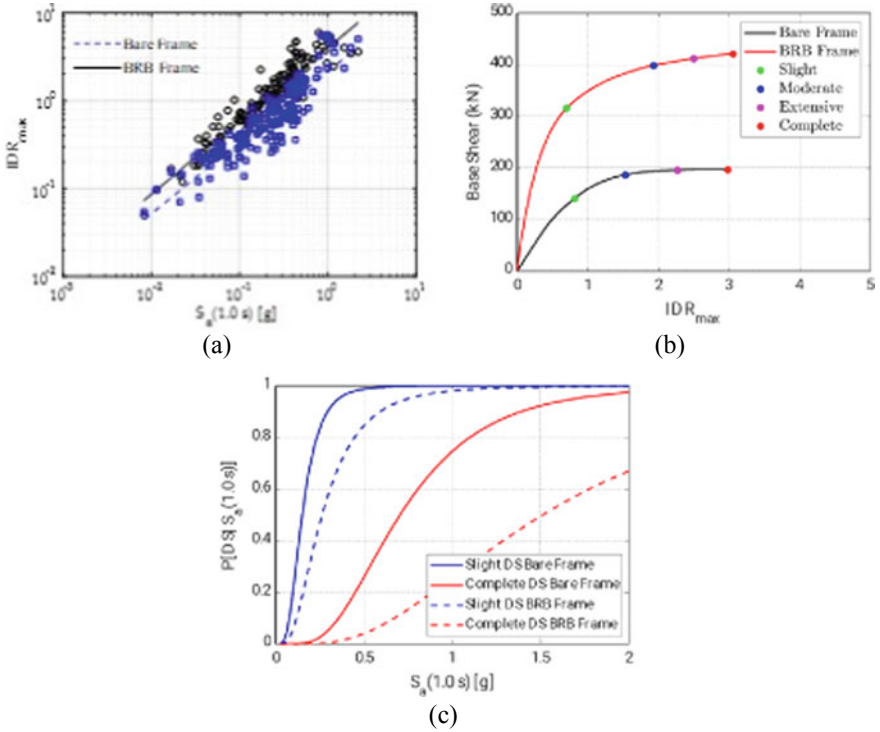 10¹
10⁰
10⁻¹
10⁻²
IDRmax
Bare Frame
BRB Frame
10⁻³ 10⁻² 10⁻¹ 10⁰ 10¹
Sa(1.0 s) [g]
(a)
500
400
300
200
100
0
Base Shear (kN)
Bare Frame
BRB Frame
Slight
Moderate
Extensive
Complete
0 1 2 3 4 5
IDRmax
(b)
1
0.8
0.6
0.4
0.2
0
P[DS|Sa(1.0s)]
Slight DS Bare Frame
Complete DS Bare Frame
Slight DS BRB Frame
Complete DS BRB Frame
0 0.5 1 1.5 2
Sa(1.0 s) [g]
(c)